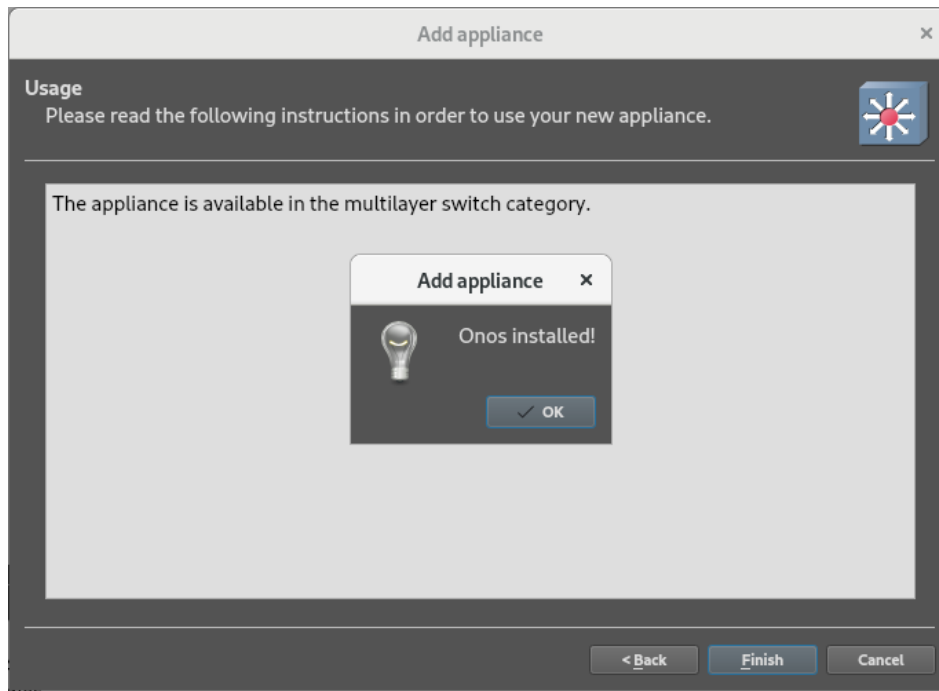 Add appliance
Usage
Please read the following instructions in order to use your new appliance.
The appliance is available in the multilayer switch category.
Add appliance
Onos installed!
OK
< Back
Finish
Cancel